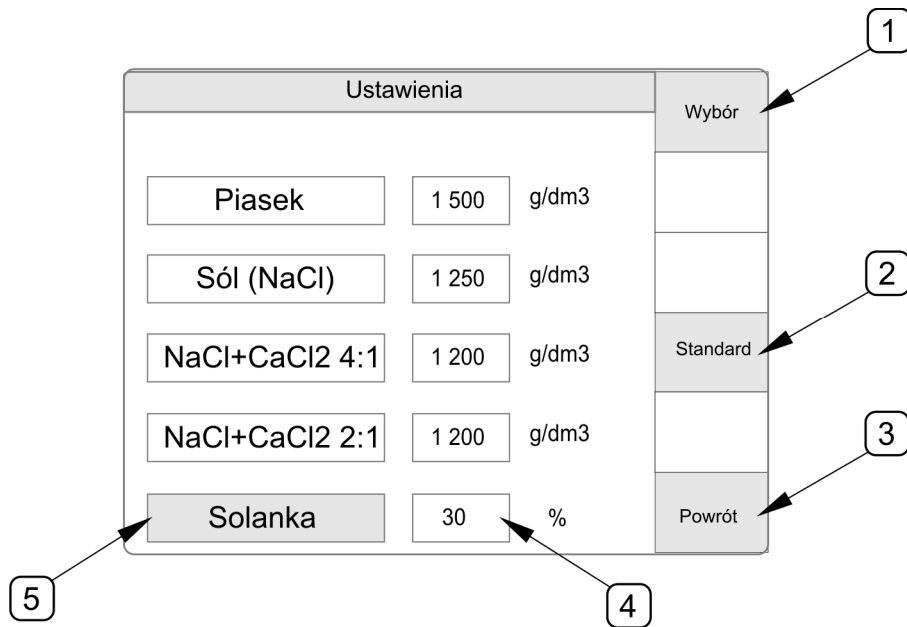 1
Ustawienia
Wybór
Piasek 1 500 g/dm3
Sól (NaCl) 1 250 g/dm3
2
NaCl+CaCl2 4:1 1 200 g/dm3
Standard
NaCl+CaCl2 2:1 1 200 g/dm3
3
Solanka 30 %
Powrót
5
4